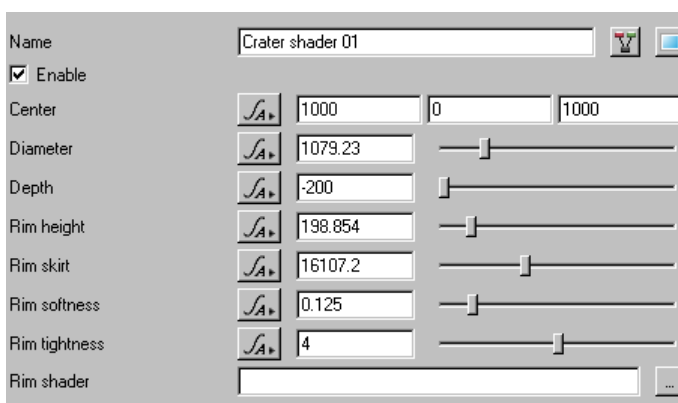 Name Crater shader 01
Enable
Center 1000 0 1000
Diameter 1079.23
Depth -200
Rim height 198.854
Rim skirt 16107.2
Rim softness 0.125
Rim tightness 4
Rim shader ...